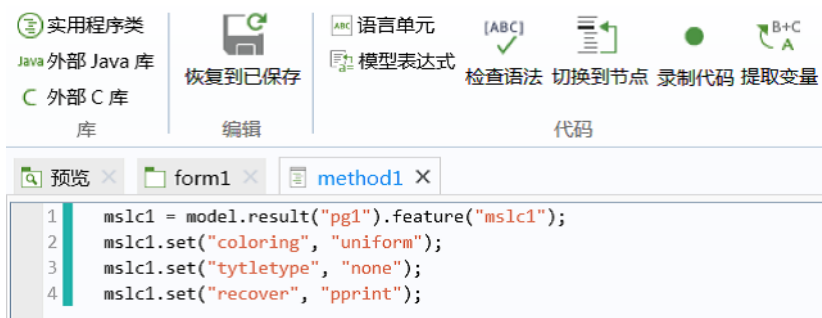 实用程序类
Java 外部 Java 库
C 外部 C 库
库
恢复到已保存
编辑
ABC 语言单元
a= 模型表达式
[ABC]
检查语法
切换到节点
录制代码
B+C
A
提取变量
代码
预览 × form1 × method1 ×
1 mslc1 = model.result("pg1").feature("mslc1");
2 mslc1.set("coloring", "uniform");
3 mslc1.set("tytletype", "none");
4 mslc1.set("recover", "pprint");